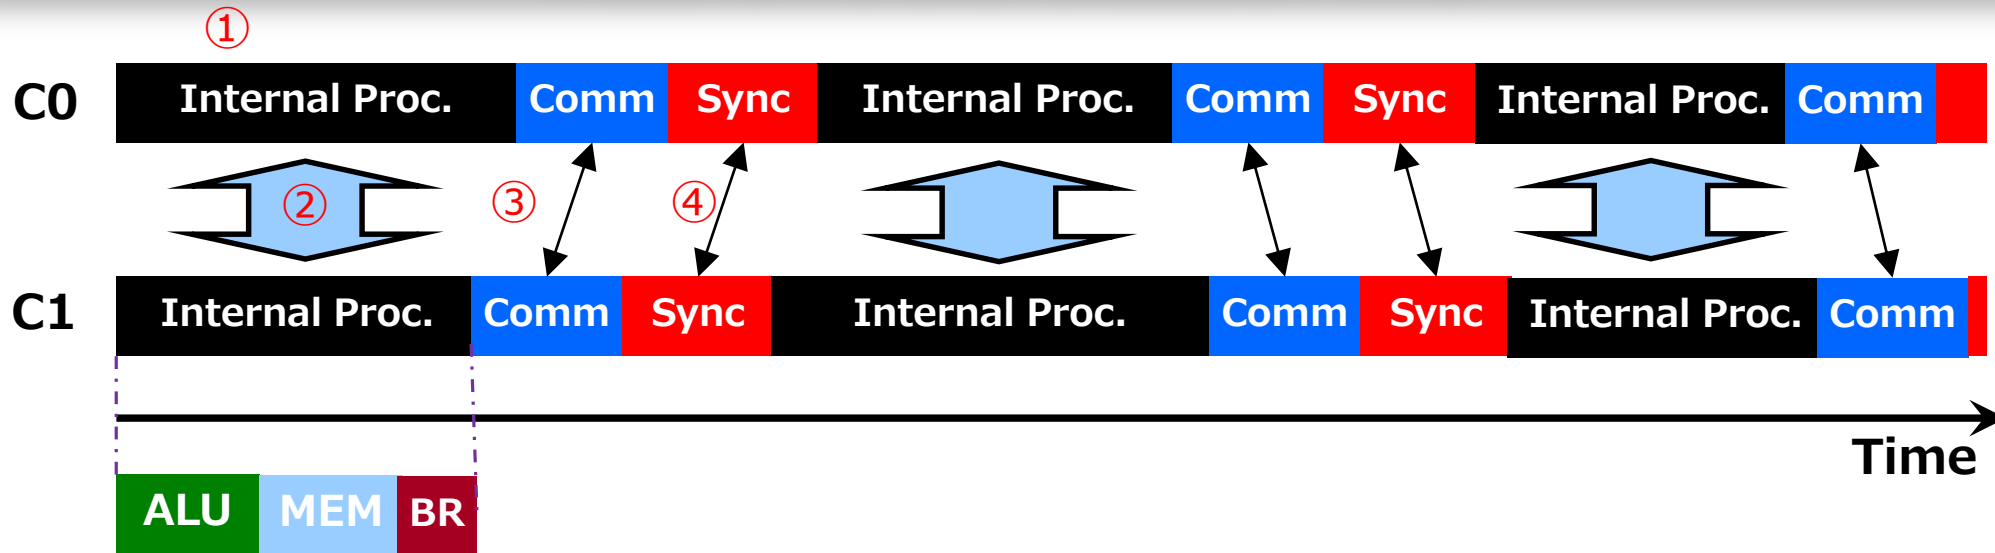 ①
C0 Internal Proc. Comm Sync Internal Proc. Comm Sync Internal Proc. Comm
② ③ ④
C1 Internal Proc. Comm Sync Internal Proc. Comm Sync Internal Proc. Comm
Time
ALU MEM BR